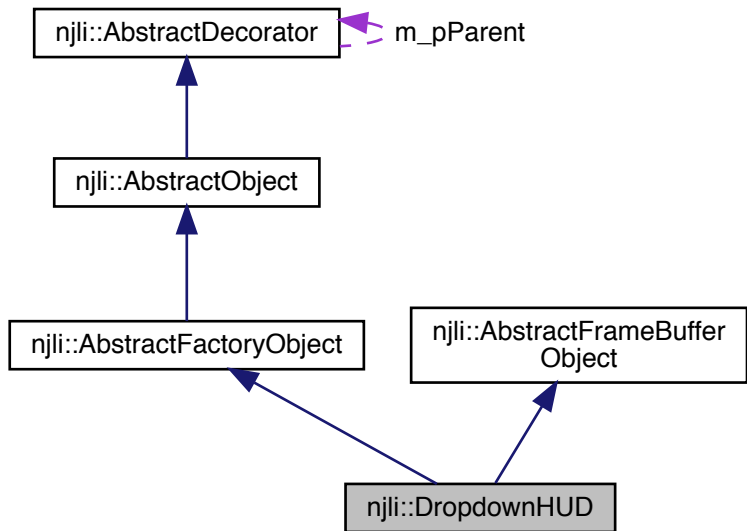 njli::AbstractDecorator
m_pParent
njli::AbstractObject
njli::AbstractFactoryObject
njli::AbstractFrameBuffer
Object
njli::DropdownHUD